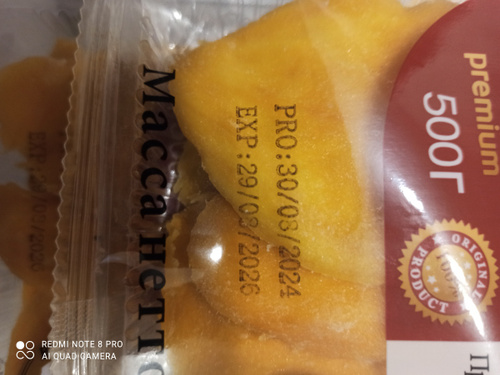 premium
500Г
ORIGINAL
100%
PRODUCT
PRO:30/08/2024
EXP:29/08/2026
Масса нетто
REDMI NOTE 8 PRO
AI QUAD CAMERA